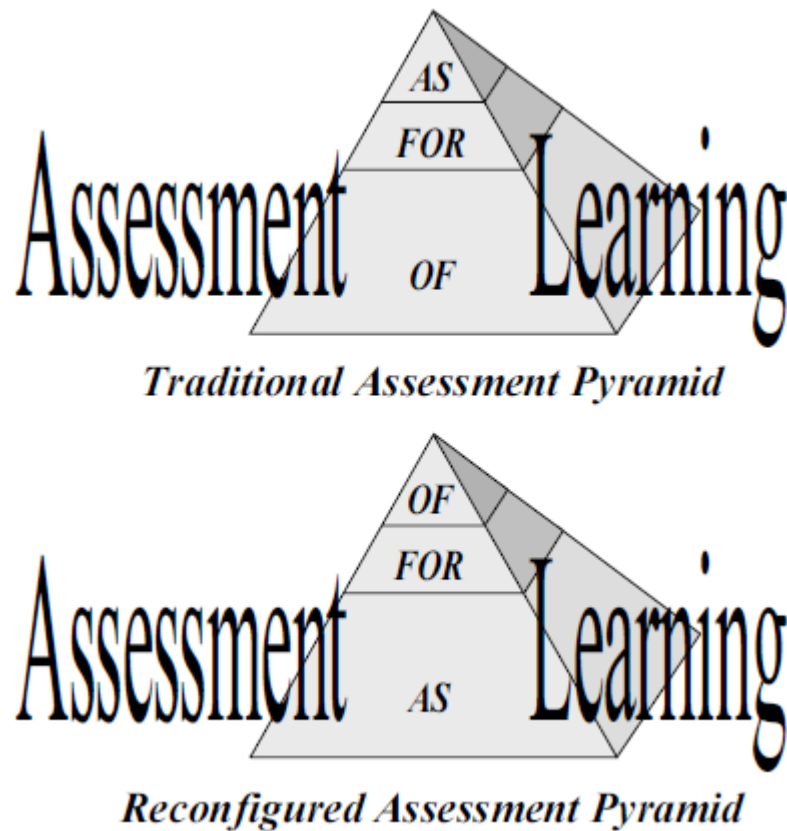 AS
FOR
Assessment Learning
OF
Traditional Assessment Pyramid
OF
FOR
Assessment Learning
AS
Reconfigured Assessment Pyramid